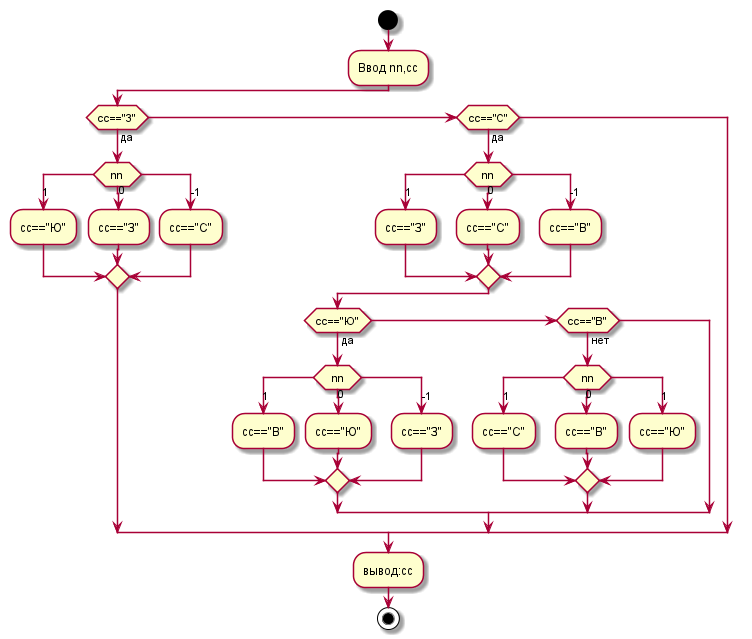 Ввод nn,cc
cc=="З"
cc=="С"
да
да
nn
nn
1
0
-1
1
0
-1
cc=="Ю"
cc=="З"
cc=="С"
cc=="З"
cc=="С"
cc=="В"
cc=="Ю"
cc=="В"
да
нет
nn
nn
1
0
-1
1
0
1
cc=="В"
cc=="Ю"
cc=="З"
cc=="С"
cc=="В"
cc=="Ю"
вывод:cc